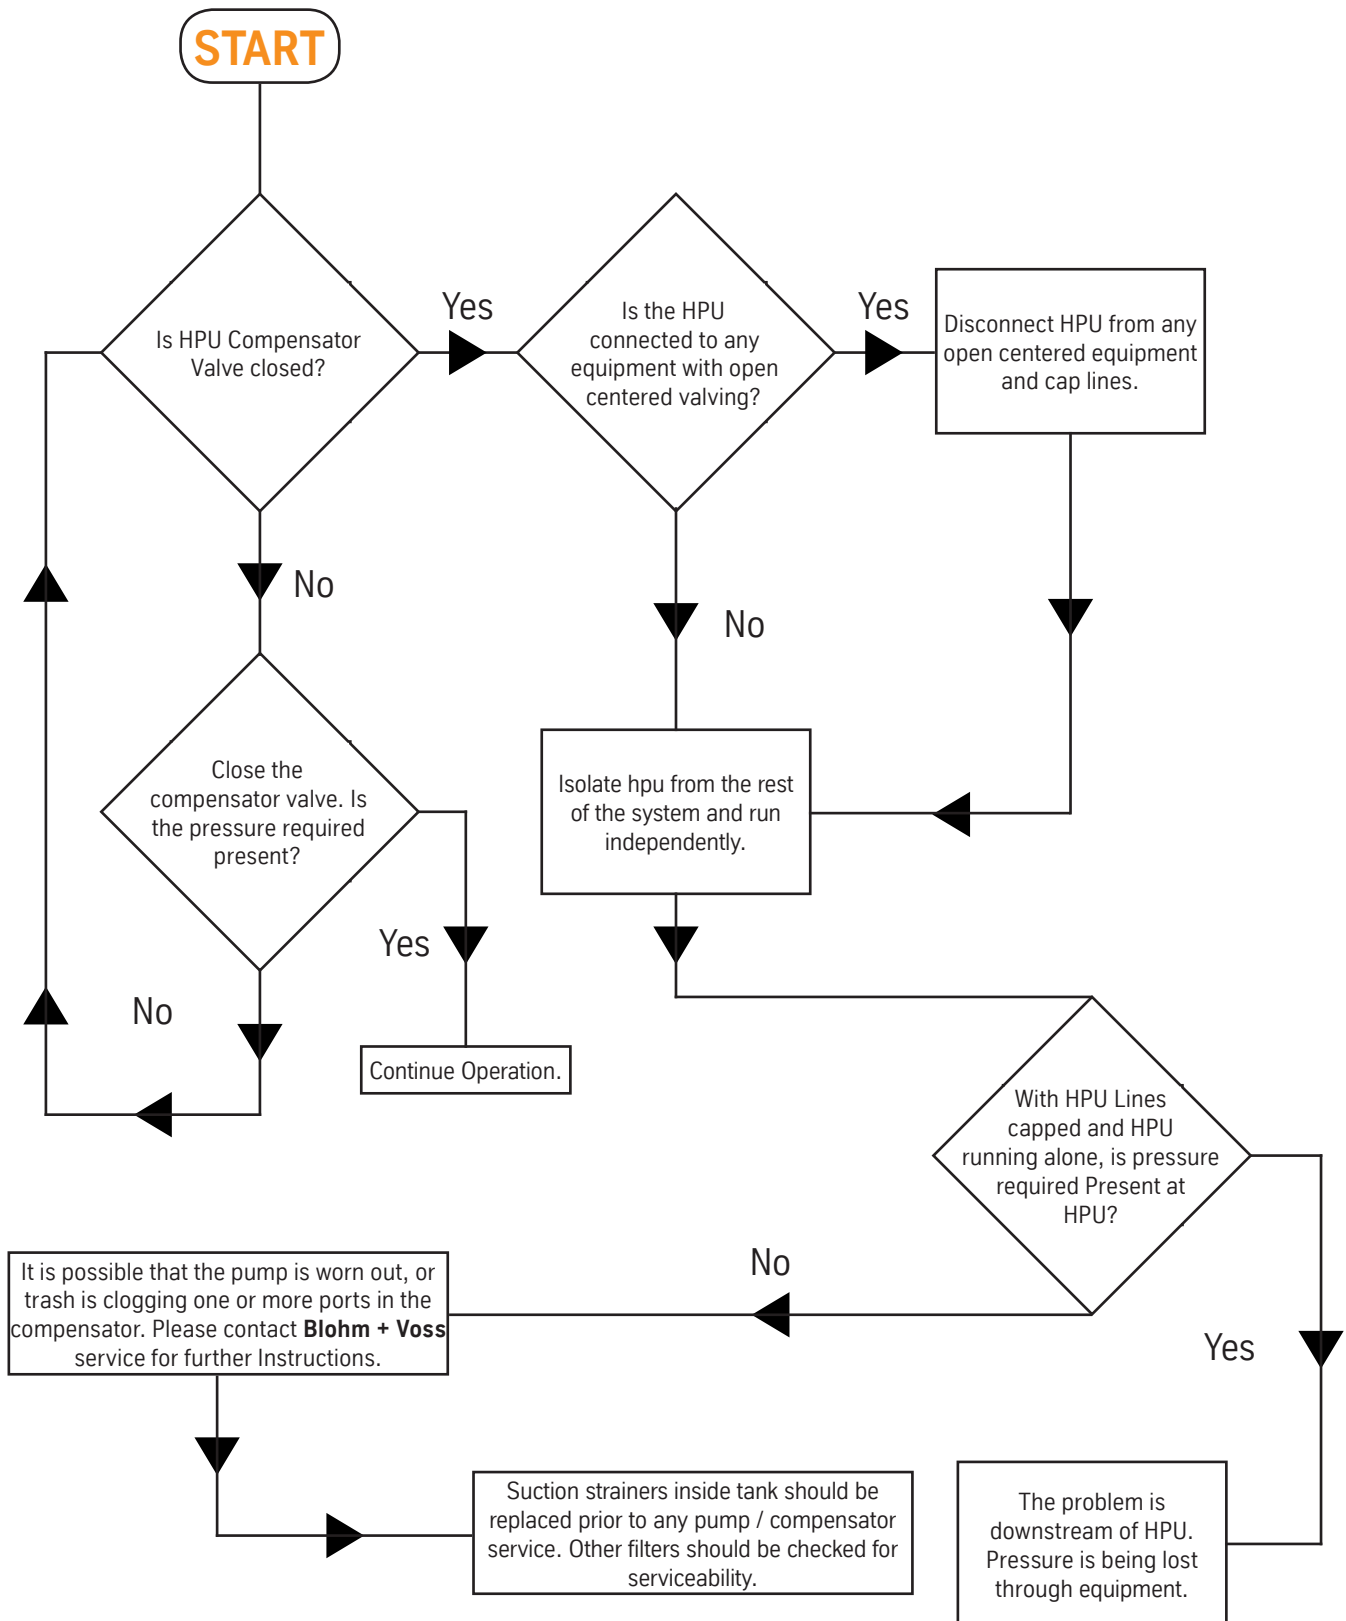 START
Is HPU Compensator
Valve closed?
Yes
Is the HPU
connected to any
equipment with open
centered valving?
Yes
Disconnect HPU from any
open centered equipment
and cap lines.
No
No
Close the
compensator valve. Is
the pressure required
present?
Isolate hpu from the rest
of the system and run
independently.
Yes
No
Continue Operation.
With HPU Lines
capped and HPU
running alone, is pressure
required Present at
HPU?
No
Yes
It is possible that the pump is worn out, or
trash is clogging one or more ports in the
compensator. Please contact Blohm + Voss
service for further Instructions.
Suction strainers inside tank should be
replaced prior to any pump / compensator
service. Other filters should be checked for
serviceability.
The problem is
downstream of HPU.
Pressure is being lost
through equipment.